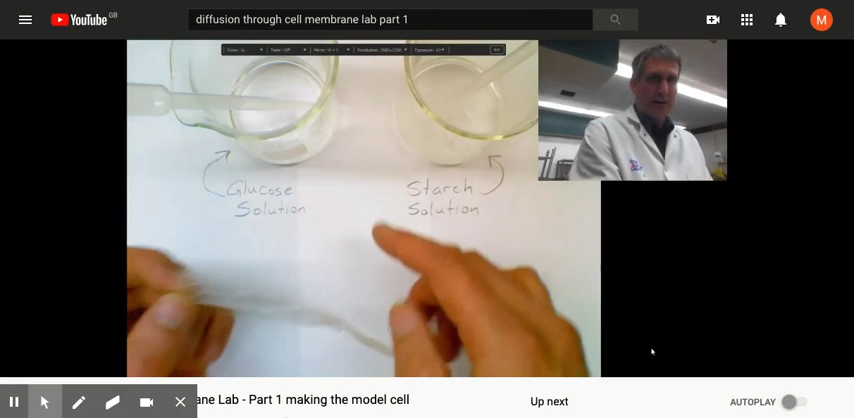 YouTube GB
diffusion through cell membrane lab part 1
M
Glucose
Solution
Starch
Solution
ane Lab - Part 1 making the model cell
Up next
AUTOPLAY